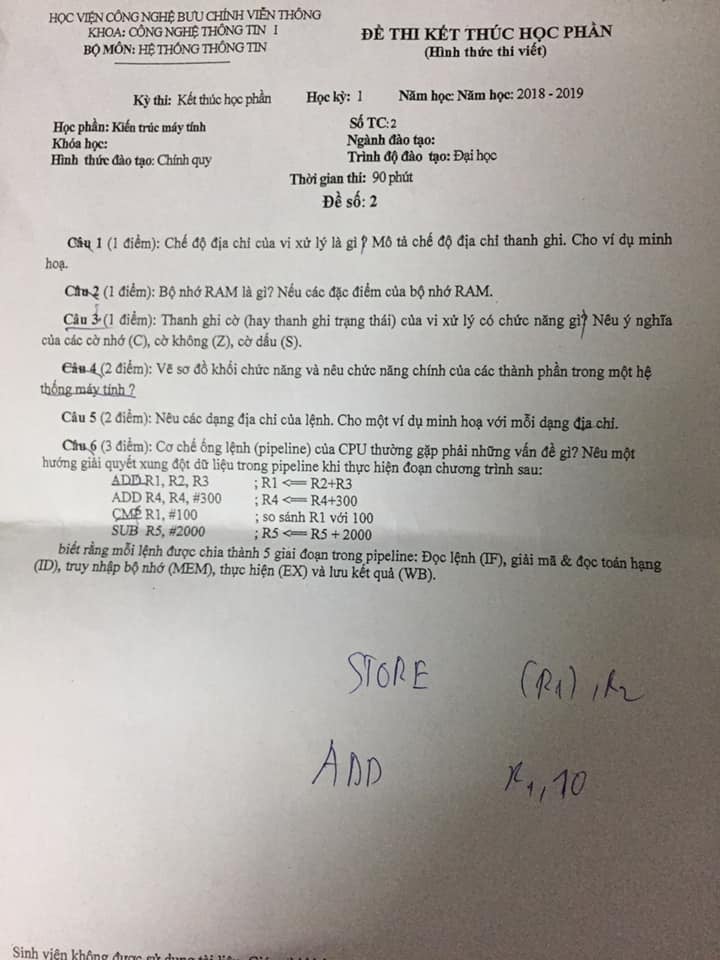 HỌC VIỆN CÔNG NGHỆ BƯU CHÍNH VIỄN THÔNG
KHOA: CÔNG NGHỆ THÔNG TIN I
BỘ MÔN: HỆ THỐNG THÔNG TIN
ĐỀ THI KẾT THÚC HỌC PHẦN
(Hình thức thi viết)
Kỳ thi: Kết thúc học phần Học kỳ: 1 Năm học: Năm học: 2018 - 2019
Học phần: Kiến trúc máy tính Số TC:2
Khóa học: Ngành đào tạo:
Hình thức đào tạo: Chính quy Trình độ đào tạo: Đại học
Thời gian thi: 90 phút
Đề số: 2
Câu 1 (1 điểm): Chế độ địa chỉ của vi xử lý là gì? Mô tả chế độ địa chỉ thanh ghi. Cho ví dụ minh
hoạ.
Câu 2 (1 điểm): Bộ nhớ RAM là gì? Nếu các đặc điểm của bộ nhớ RAM.
Câu 3 (1 điểm): Thanh ghi cờ (hay thanh ghi trạng thái) của vi xử lý có chức năng gì? Nêu ý nghĩa
của các cờ nhớ (C), cờ không (Z), cờ dấu (S).
Câu 4 (2 điểm): Vẽ sơ đồ khối chức năng và nêu chức năng chính của các thành phần trong một hệ
thống máy tính ?
Câu 5 (2 điểm): Nêu các dạng địa chỉ của lệnh. Cho một ví dụ minh hoạ với mỗi dạng địa chỉ.
Câu 6 (3 điểm): Cơ chế ống lệnh (pipeline) của CPU thường gặp phải những vấn đề gì? Nêu một
hướng giải quyết xung đột dữ liệu trong pipeline khi thực hiện đoạn chương trình sau:
ADD R1, R2, R3 ; R1 <== R2+R3
ADD R4, R4, #300 ; R4 <== R4+300
CMP R1, #100 ; so sánh R1 với 100
SUB R5, #2000 ; R5 <== R5 + 2000
biết rằng mỗi lệnh được chia thành 5 giai đoạn trong pipeline: Đọc lệnh (IF), giải mã & đọc toán hạng
(ID), truy nhập bộ nhớ (MEM), thực hiện (EX) và lưu kết quả (WB).
STORE (R1), R2
ADD R1, 10
Sinh viên không được sử dụng tài